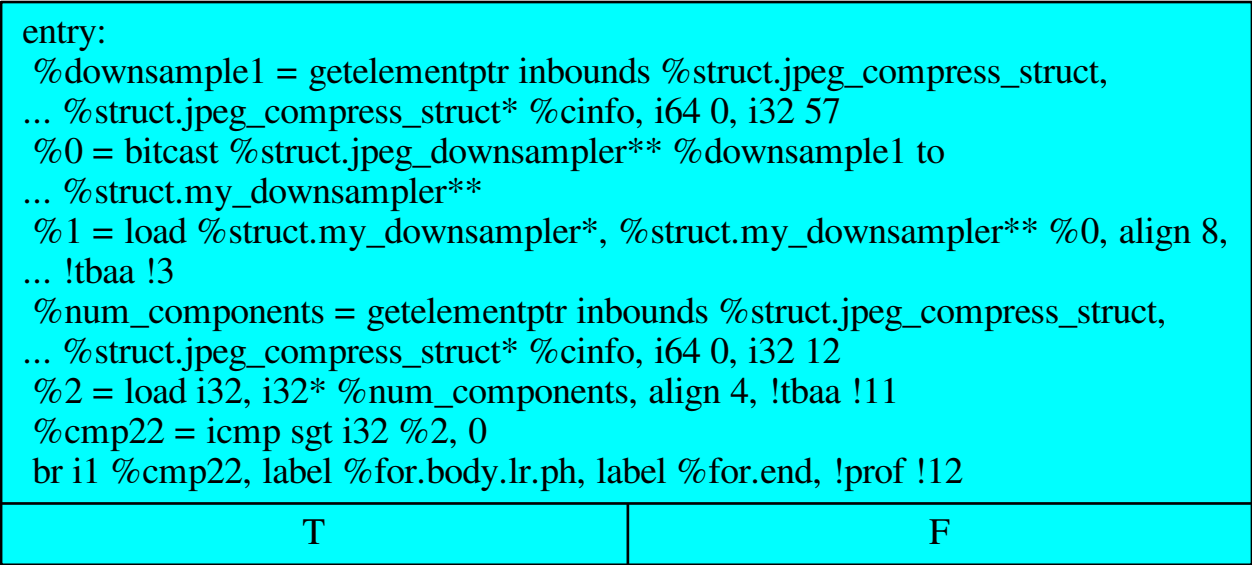 entry:
%downsample1 = getelementptr inbounds %struct.jpeg_compress_struct,
... %struct.jpeg_compress_struct* %cinfo, i64 0, i32 57
%0 = bitcast %struct.jpeg_downsampler** %downsample1 to
... %struct.my_downsampler**
%1 = load %struct.my_downsampler*, %struct.my_downsampler** %0, align 8,
... !tbaa !3
%num_components = getelementptr inbounds %struct.jpeg_compress_struct,
... %struct.jpeg_compress_struct* %cinfo, i64 0, i32 12
%2 = load i32, i32* %num_components, align 4, !tbaa !11
%cmp22 = icmp sgt i32 %2, 0
br i1 %cmp22, label %for.body.lr.ph, label %for.end, !prof !12
T F